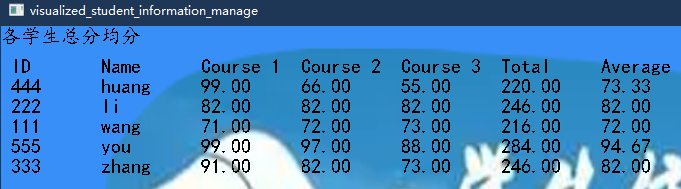 visualized_student_information_manage
各学生总分均分
ID Name Course 1 Course 2 Course 3 Total Average
444 huang 99.00 66.00 55.00 220.00 73.33
222 li 82.00 82.00 82.00 246.00 82.00
111 wang 71.00 72.00 73.00 216.00 72.00
555 you 99.00 97.00 88.00 284.00 94.67
333 zhang 91.00 82.00 73.00 246.00 82.00